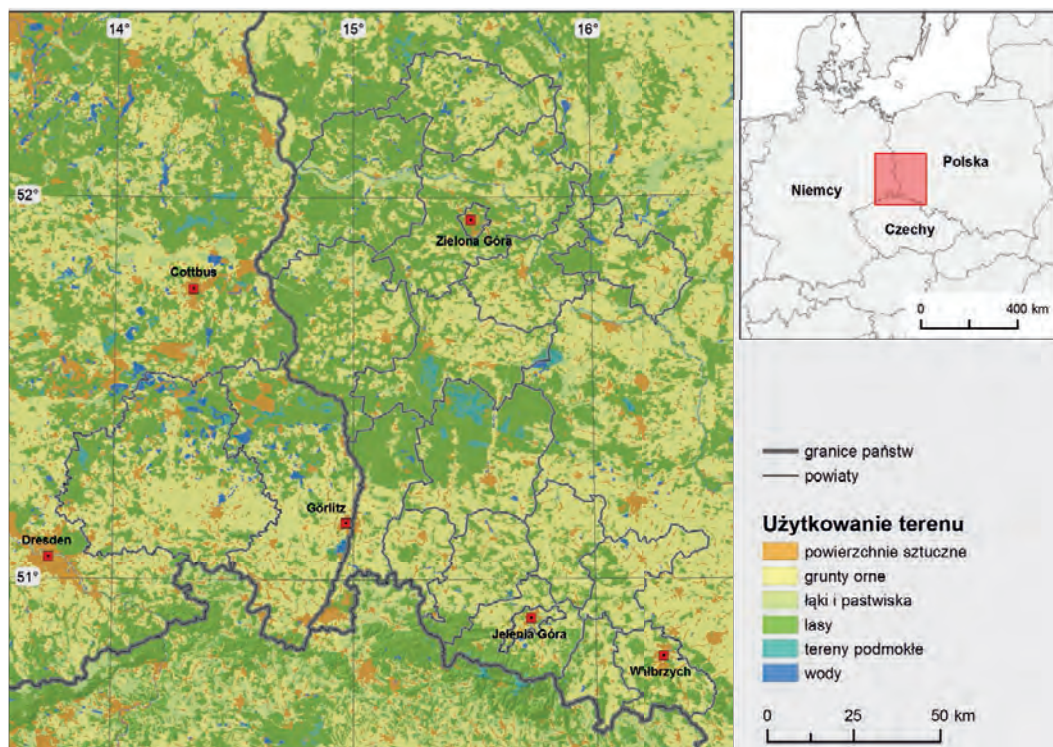 14°
15°
16°
52°
51°
Zielona Góra
Cottbus
Görlitz
Dresden
Jelenia Góra
Wałbrzych
Polska
Niemcy
Czechy
0 400 km
granice państw
powiaty
Użytkowanie terenu
powierzchnie sztuczne
grunty orne
łąki i pastwiska
lasy
tereny podmokłe
wody
0 25 50 km